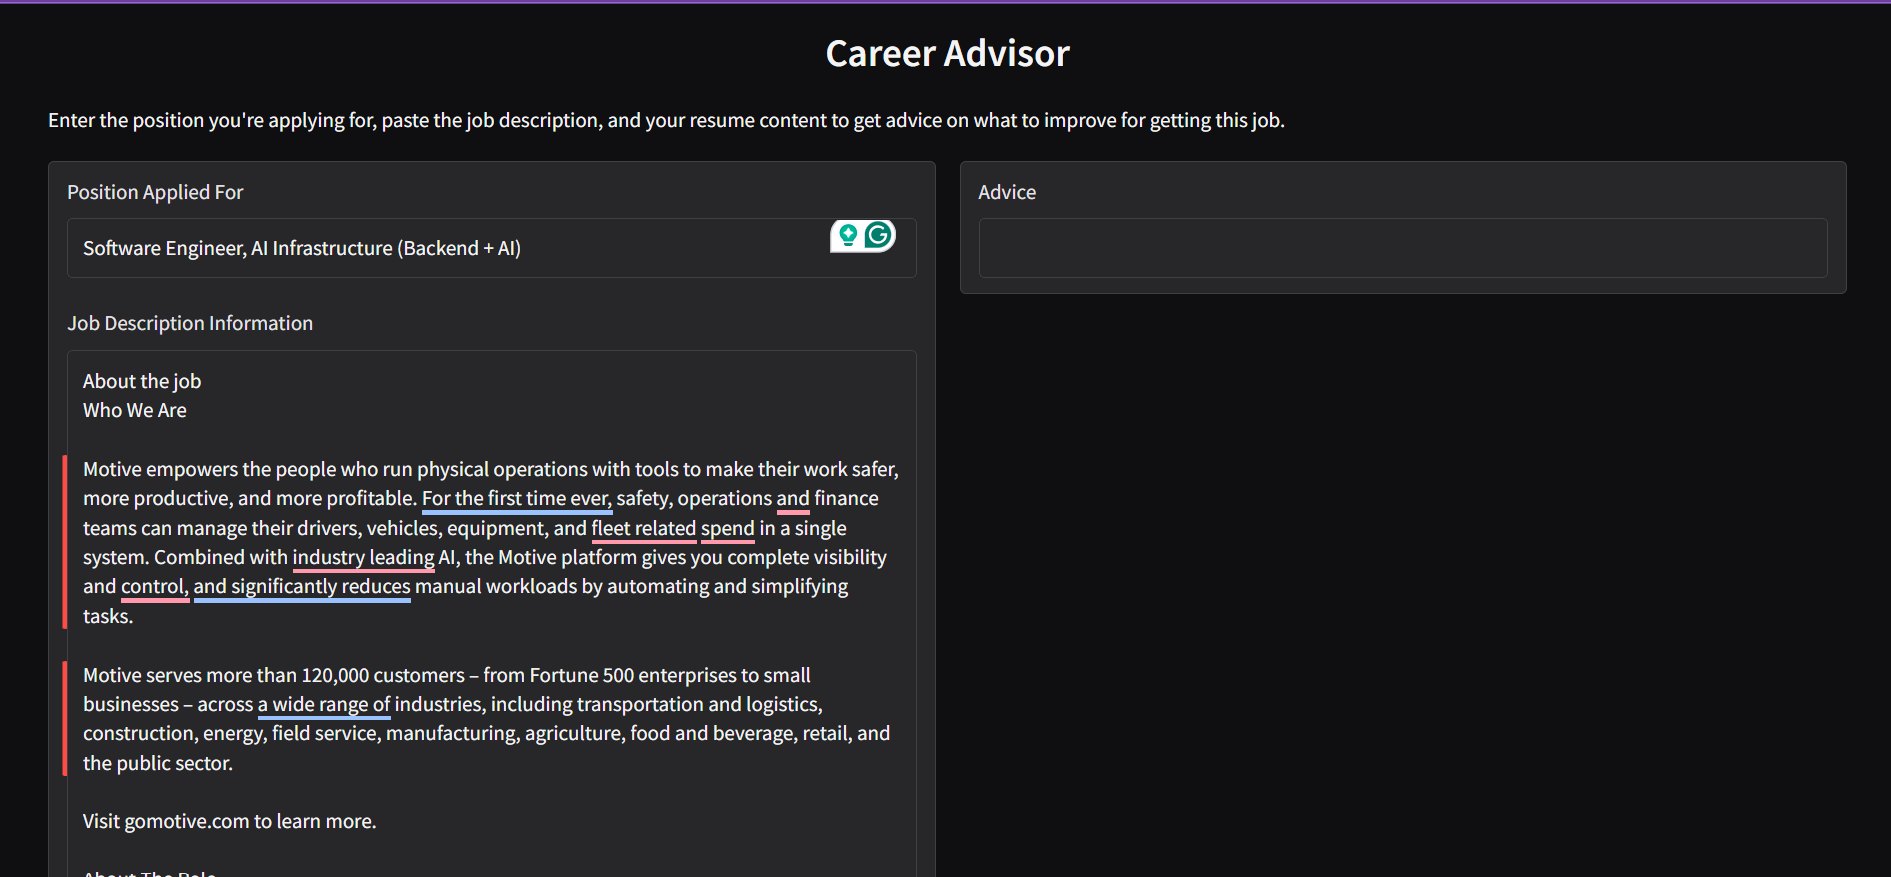 Career Advisor
Enter the position you're applying for, paste the job description, and your resume content to get advice on what to improve for getting this job.
Position Applied For
Software Engineer, AI Infrastructure (Backend + AI)
Job Description Information
About the job
Who We Are
Motive empowers the people who run physical operations with tools to make their work safer,
more productive, and more profitable. For the first time ever, safety, operations and finance
teams can manage their drivers, vehicles, equipment, and fleet related spend in a single
system. Combined with industry leading AI, the Motive platform gives you complete visibility
and control, and significantly reduces manual workloads by automating and simplifying
tasks.
Motive serves more than 120,000 customers – from Fortune 500 enterprises to small
businesses – across a wide range of industries, including transportation and logistics,
construction, energy, field service, manufacturing, agriculture, food and beverage, retail, and
the public sector.
Visit gomotive.com to learn more.
About The Role
Advice